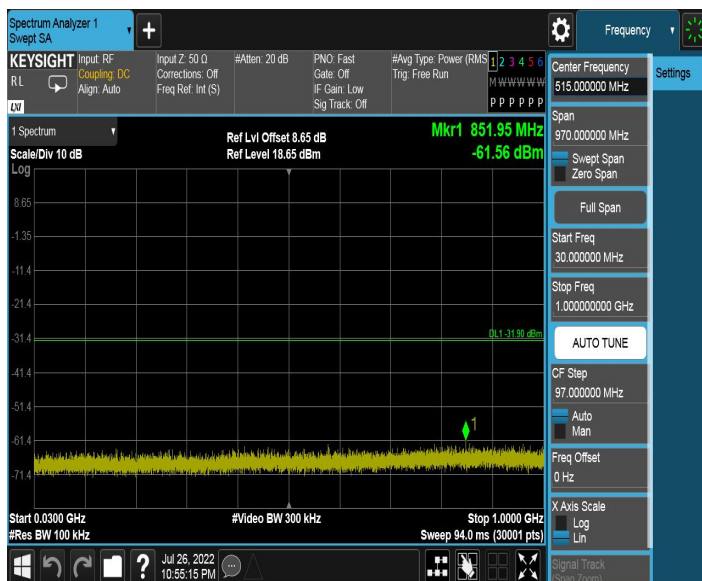 Spectrum Analyzer 1
Swept SA
Frequency
KEYSIGHT
RL
LXI
Input: RF
Coupling: DC
Align: Auto
Input Z: 50 Ω
Corrections: Off
Freq Ref: Int (S)
#Atten: 20 dB
PNO: Fast
Gate: Off
IF Gain: Low
Sig Track: Off
#Avg Type: Power (RMS
Trig: Free Run
1 2 3 4 5 6
M W W W W W
P P P P P P
Settings
1 Spectrum
Scale/Div 10 dB
Ref Lvl Offset 8.65 dB
Ref Level 18.65 dBm
Mkr1 851.95 MHz
-61.56 dBm
Log
8.65
-1.35
-11.4
-21.4
-31.4
-41.4
-51.4
-61.4
-71.4
DL1 -31.90 dBm
1
Start 0.0300 GHz
#Res BW 100 kHz
#Video BW 300 kHz
Stop 1.0000 GHz
Sweep 94.0 ms (30001 pts)
Center Frequency
515.000000 MHz
Span
970.000000 MHz
Swept Span
Zero Span
Full Span
Start Freq
30.000000 MHz
Stop Freq
1.000000000 GHz
AUTO TUNE
CF Step
97.000000 MHz
Auto
Man
Freq Offset
0 Hz
X Axis Scale
Log
Lin
Signal Track
(Span Zoom)
?
Jul 26, 2022
10:55:15 PM